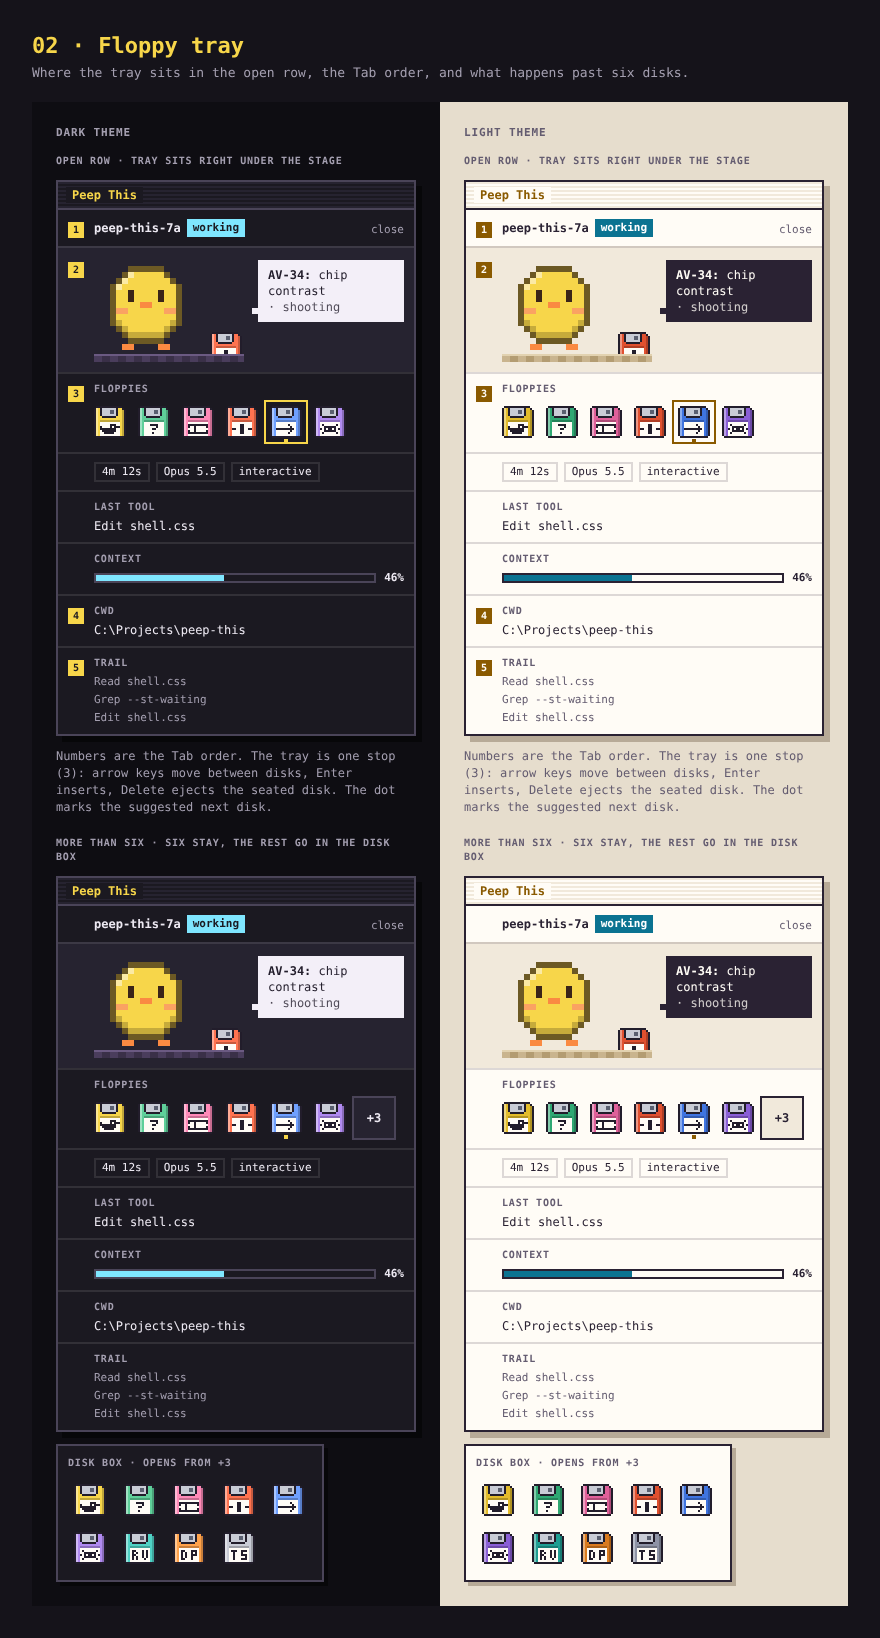 02 · Floppy tray
Where the tray sits in the open row, the Tab order, and what happens past six disks.
DARK THEME
OPEN ROW · TRAY SITS RIGHT UNDER THE STAGE
Peep This
1 peep-this-7a working close
2
AV-34: chip
contrast
· shooting
3 FLOPPIES
?
4m 12s Opus 5.5 interactive
LAST TOOL
Edit shell.css
CONTEXT
46%
4 CWD
C:\Projects\peep-this
5 TRAIL
Read shell.css
Grep --st-waiting
Edit shell.css
Numbers are the Tab order. The tray is one stop
(3): arrow keys move between disks, Enter
inserts, Delete ejects the seated disk. The dot
marks the suggested next disk.
MORE THAN SIX · SIX STAY, THE REST GO IN THE DISK
BOX
Peep This
peep-this-7a working close
AV-34: chip
contrast
· shooting
FLOPPIES
? +3
4m 12s Opus 5.5 interactive
LAST TOOL
Edit shell.css
CONTEXT
46%
CWD
C:\Projects\peep-this
TRAIL
Read shell.css
Grep --st-waiting
Edit shell.css
DISK BOX · OPENS FROM +3
?
RV DP TS
LIGHT THEME
OPEN ROW · TRAY SITS RIGHT UNDER THE STAGE
Peep This
1 peep-this-7a working close
2
AV-34: chip
contrast
· shooting
3 FLOPPIES
?
4m 12s Opus 5.5 interactive
LAST TOOL
Edit shell.css
CONTEXT
46%
4 CWD
C:\Projects\peep-this
5 TRAIL
Read shell.css
Grep --st-waiting
Edit shell.css
Numbers are the Tab order. The tray is one stop
(3): arrow keys move between disks, Enter
inserts, Delete ejects the seated disk. The dot
marks the suggested next disk.
MORE THAN SIX · SIX STAY, THE REST GO IN THE DISK
BOX
Peep This
peep-this-7a working close
AV-34: chip
contrast
· shooting
FLOPPIES
? +3
4m 12s Opus 5.5 interactive
LAST TOOL
Edit shell.css
CONTEXT
46%
CWD
C:\Projects\peep-this
TRAIL
Read shell.css
Grep --st-waiting
Edit shell.css
DISK BOX · OPENS FROM +3
?
RV DP TS